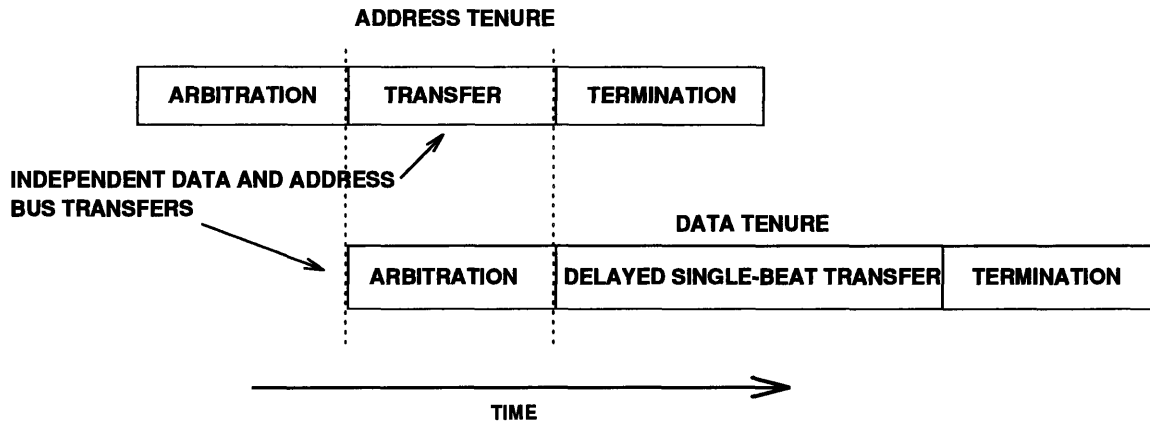 ADDRESS TENURE
ARBITRATION TRANSFER TERMINATION
INDEPENDENT DATA AND ADDRESS
BUS TRANSFERS
DATA TENURE
ARBITRATION DELAYED SINGLE-BEAT TRANSFER TERMINATION
TIME